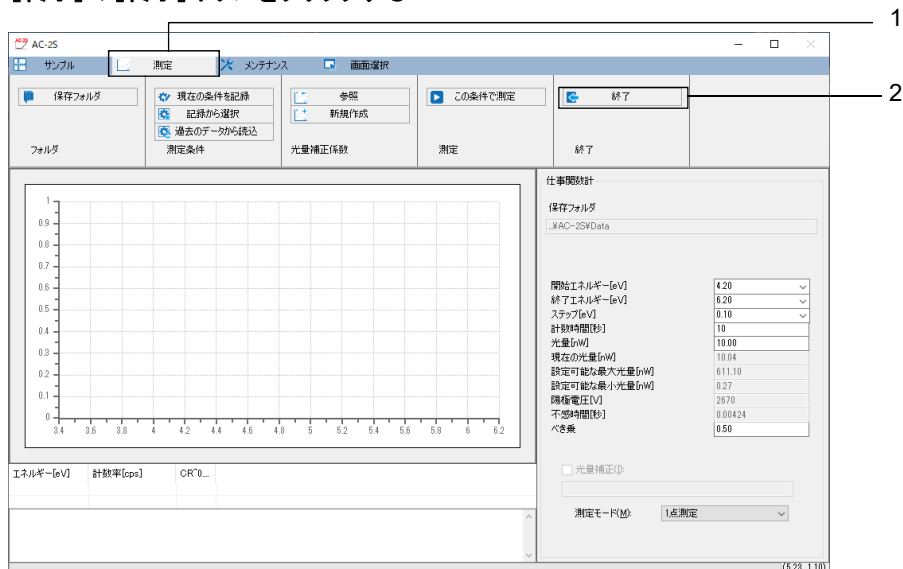 1
AC-2S
サンプル 測定 メンテナンス 画面選択
保存フォルダ 現在の条件を記録 参照 この条件で測定 終了 2
記録から選択 新規作成
過去のデータから読込
フォルダ 測定条件 光量補正係数 測定 終了
仕事関数計
保存フォルダ
..¥AC-2S¥Data
1
0.9
0.8
0.7
0.6
0.5
0.4
0.3
0.2
0.1
0
3.4 3.6 3.8 4 4.2 4.4 4.6 4.8 5 5.2 5.4 5.6 5.8 6 6.2
開始エネルギー[eV] 4.20
終了エネルギー[eV] 6.20
ステップ[eV] 0.10
計数時間[秒] 10
光量[nW] 10.00
現在の光量[nW] 10.04
設定可能な最大光量[nW] 611.10
設定可能な最小光量[nW] 0.27
陽極電圧[V] 2670
不感時間[秒] 0.00424
べき乗 0.50
エネルギー[eV] 計数率[cps] CR^0...
光量補正(I):
測定モード(M): 1点測定
(5.23, 1.10)